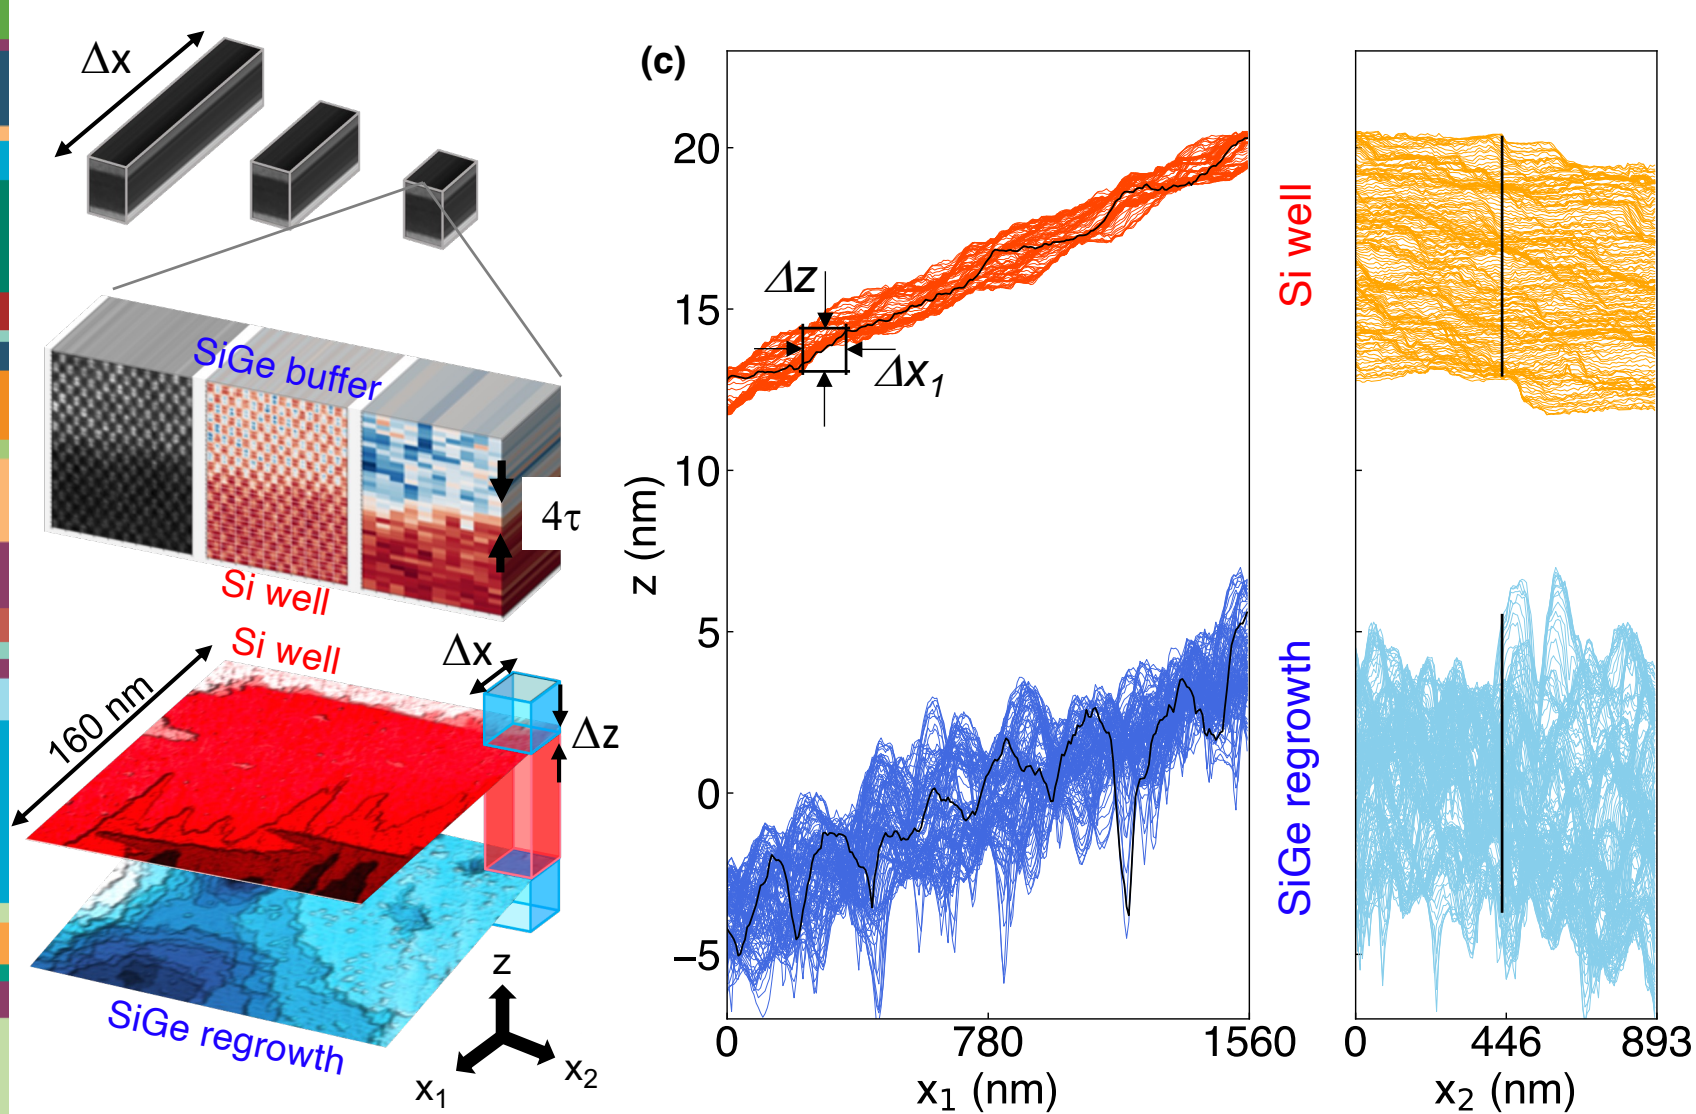 Δx
SiGe buffer
4τ
Si well
Si well
160 nm
Δx
Δz
SiGe regrowth
z
x1
x2
(c)
z (nm)
20
15
10
5
0
−5
Δz
Δx1
0
780
1560
x1 (nm)
Si well
SiGe regrowth
0
446
893
x2 (nm)